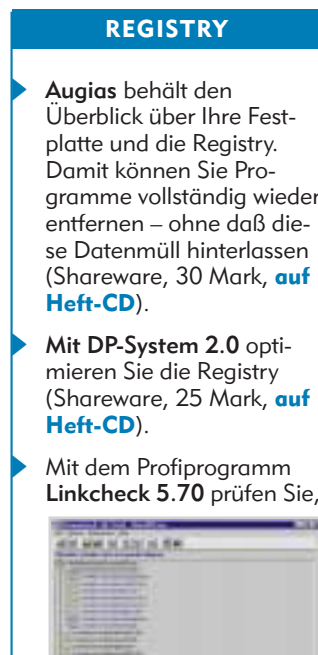 REGISTRY
Augias behält den
Überblick über Ihre Fest-
platte und die Registry.
Damit können Sie Pro-
gramme vollständig wieder
entfernen – ohne daß die-
se Datenmüll hinterlassen
(Shareware, 30 Mark, auf
Heft-CD).
Mit DP-System 2.0 opti-
mieren Sie die Registry
(Shareware, 25 Mark, auf
Heft-CD).
Mit dem Profiprogramm
Linkcheck 5.70 prüfen Sie,